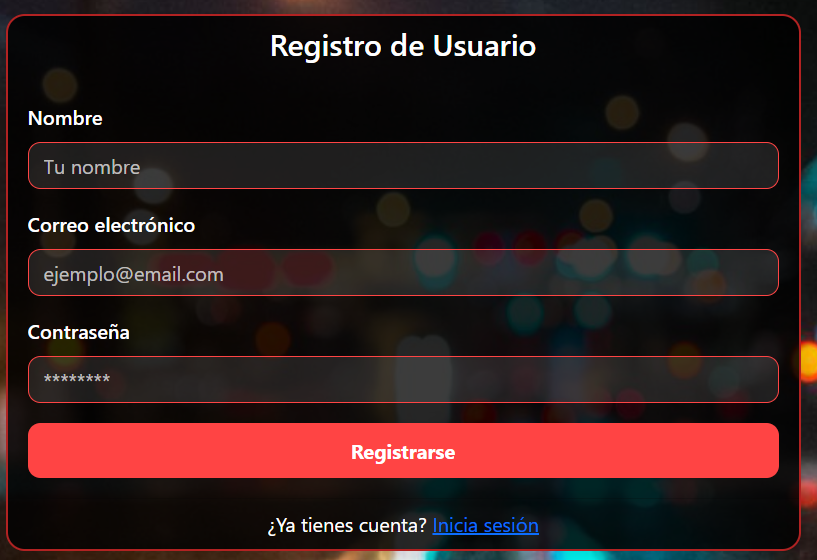 Registro de Usuario
Nombre
Tu nombre
Correo electrónico
ejemplo@email.com
Contraseña
********
Registrarse
¿Ya tienes cuenta? Inicia sesión